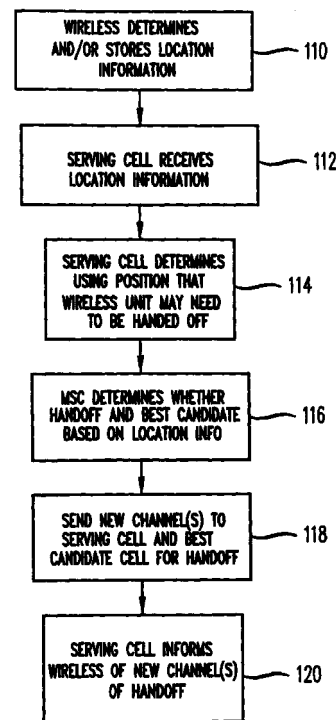 WIRELESS DETERMINES
AND/OR STORES LOCATION
INFORMATION
110
SERVING CELL RECEIVES
LOCATION INFORMATION
112
SERVING CELL DETERMINES
USING POSITION THAT
WIRELESS UNIT MAY NEED
TO BE HANDED OFF
114
MSC DETERMINES WHETHER
HANDOFF AND BEST CANDIDATE
BASED ON LOCATION INFO
116
SEND NEW CHANNEL(S) TO
SERVING CELL AND BEST
CANDIDATE CELL FOR HANDOFF
118
SERVING CELL INFORMS
WIRELESS OF NEW CHANNEL(S)
OF HANDOFF
120